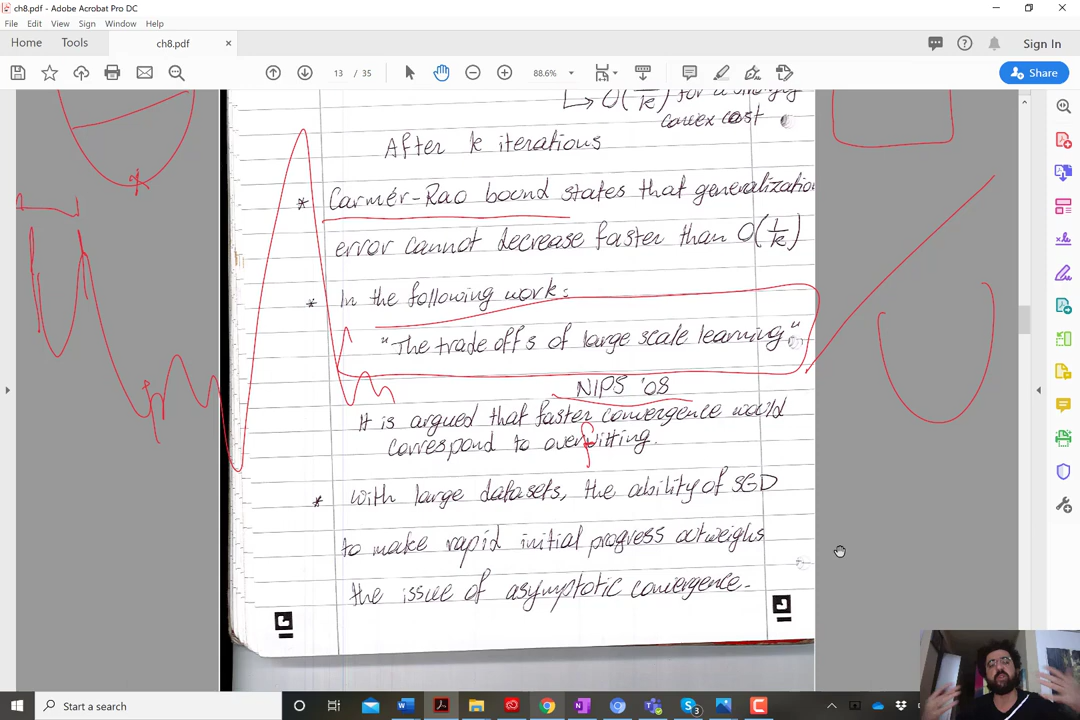 ch8.pdf - Adobe Acrobat Pro DC
File Edit View Sign Window Help
Home Tools ch8.pdf × Sign In
13 / 35 88.6% Share
↳ O(1/k) for a
convex cost
After k iterations
* Carmér-Rao bound states that generalization
error cannot decrease faster than O(1/k)
* In the following work:
"The trade offs of large scale learning"
NIPS '08
It is argued that faster convergence would
correspond to overfitting.
* With large datasets, the ability of SGD
to make rapid initial progress outweighs
the issue of asymptotic convergence.
Start a search